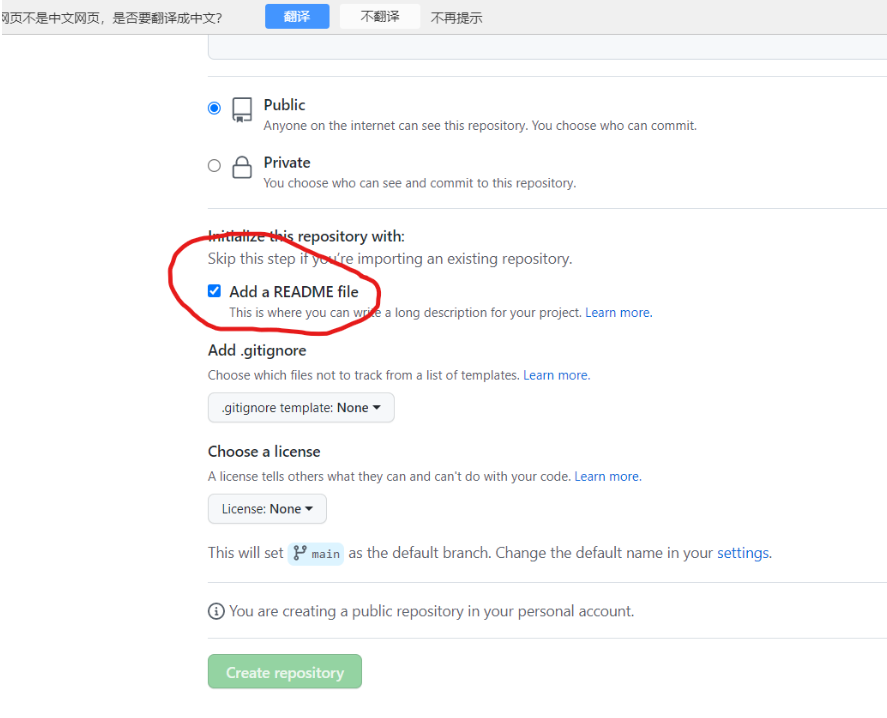 网页不是中文网页，是否要翻译成中文？ 翻译 不翻译 不再提示
Public
Anyone on the internet can see this repository. You choose who can commit.
Private
You choose who can see and commit to this repository.
Initialize this repository with:
Skip this step if you're importing an existing repository.
Add a README file
This is where you can write a long description for your project. Learn more.
Add .gitignore
Choose which files not to track from a list of templates. Learn more.
.gitignore template: None
Choose a license
A license tells others what they can and can't do with your code. Learn more.
License: None
This will set main as the default branch. Change the default name in your settings.
You are creating a public repository in your personal account.
Create repository